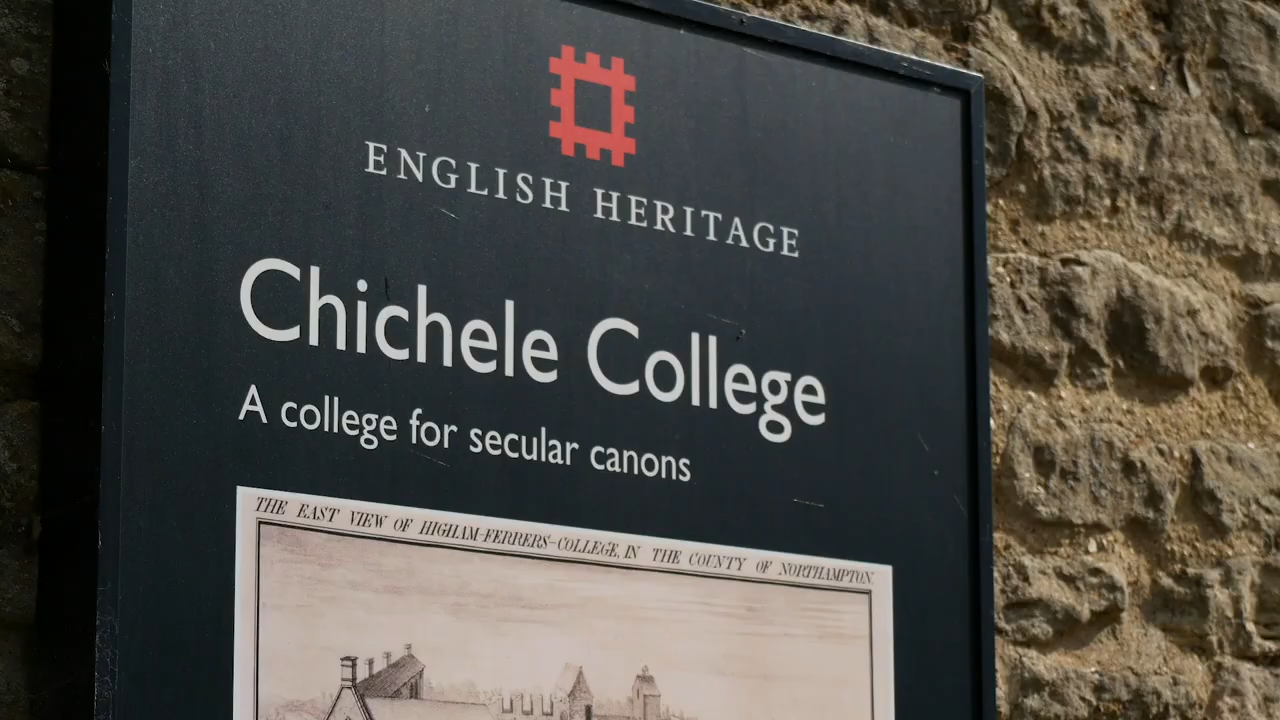 ENGLISH HERITAGE
Chichele College
A college for secular canons
THE EAST VIEW OF HIGHAM-FERRERS-COLLEGE, IN THE COUNTY OF NORTHAMPTON.